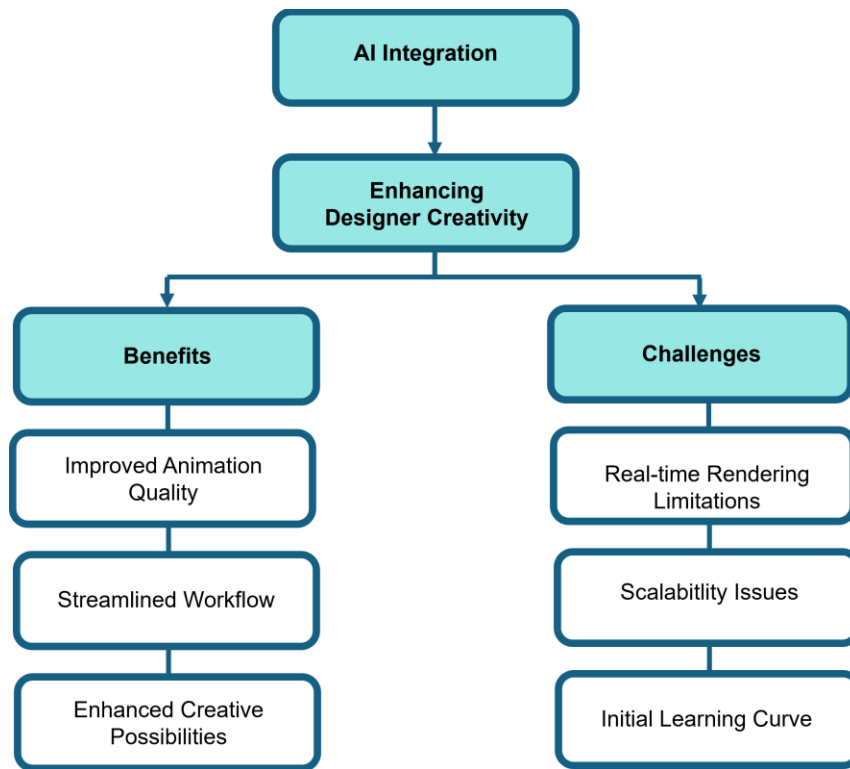 AI Integration
Enhancing
Designer Creativity
Benefits
Challenges
Improved Animation
Quality
Real-time Rendering
Limitations
Streamlined Workflow
Scalabitlity Issues
Enhanced Creative
Possibilities
Initial Learning Curve